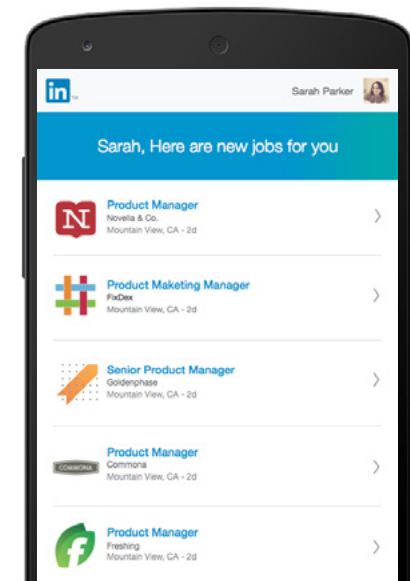 in
Sarah Parker
Sarah, Here are new jobs for you
N
Product Manager
Novella & Co.
Mountain View, CA - 2d
Product Maketing Manager
FixDex
Mountain View, CA - 2d
Senior Product Manager
Goldenphase
Mountain View, CA - 2d
COMMONA
Product Manager
Commona
Mountain View, CA - 2d
f
Product Manager
Freshing
Mountain View, CA - 2d